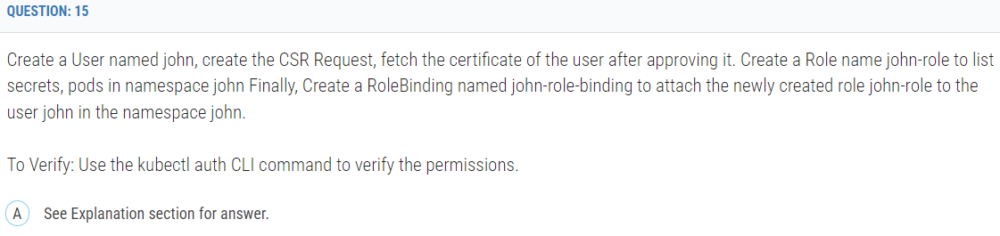 QUESTION: 15
Create a User named john, create the CSR Request, fetch the certificate of the user after approving it. Create a Role name john-role to list
secrets, pods in namespace john Finally, Create a RoleBinding named john-role-binding to attach the newly created role john-role to the
user john in the namespace john.
To Verify: Use the kubectl auth CLI command to verify the permissions.
A See Explanation section for answer.